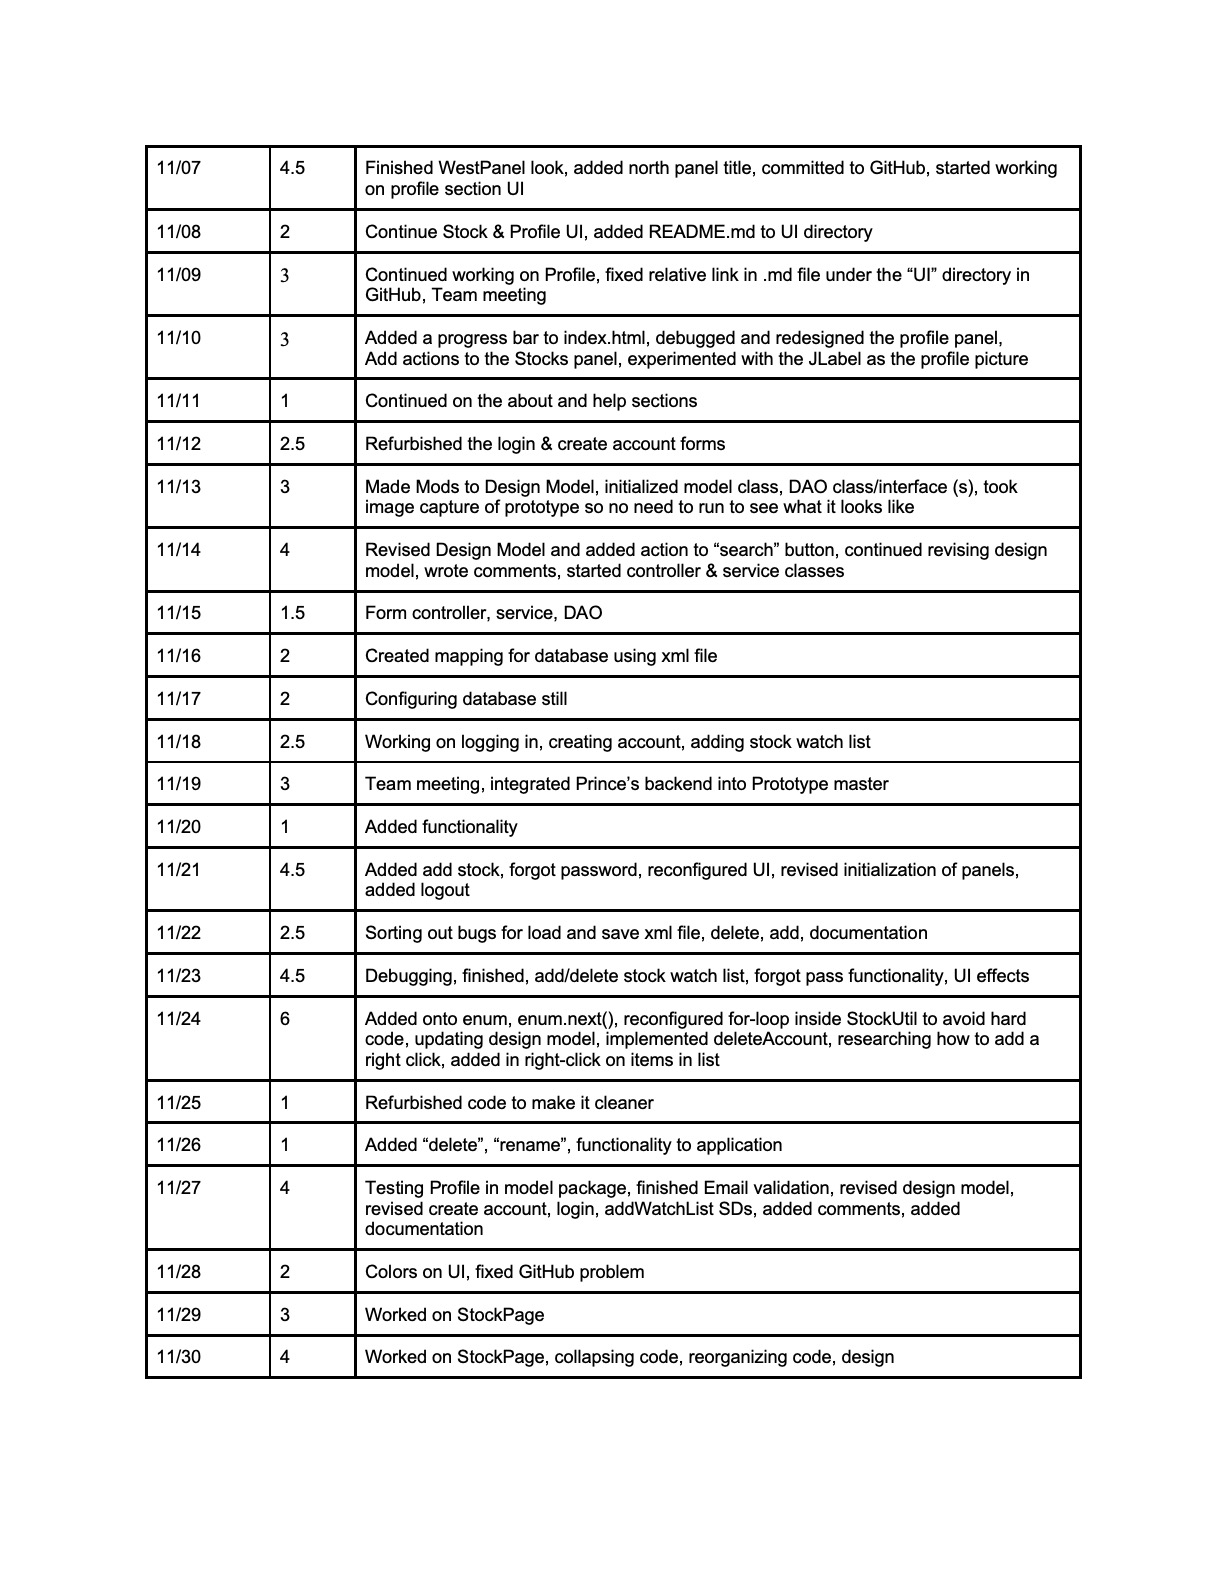 11/07 4.5 Finished WestPanel look, added north panel title, committed to GitHub, started working
on profile section UI
11/08 2 Continue Stock & Profile UI, added README.md to UI directory
11/09 3 Continued working on Profile, fixed relative link in .md file under the “UI” directory in
GitHub, Team meeting
11/10 3 Added a progress bar to index.html, debugged and redesigned the profile panel,
Add actions to the Stocks panel, experimented with the JLabel as the profile picture
11/11 1 Continued on the about and help sections
11/12 2.5 Refurbished the login & create account forms
11/13 3 Made Mods to Design Model, initialized model class, DAO class/interface (s), took
image capture of prototype so no need to run to see what it looks like
11/14 4 Revised Design Model and added action to “search” button, continued revising design
model, wrote comments, started controller & service classes
11/15 1.5 Form controller, service, DAO
11/16 2 Created mapping for database using xml file
11/17 2 Configuring database still
11/18 2.5 Working on logging in, creating account, adding stock watch list
11/19 3 Team meeting, integrated Prince’s backend into Prototype master
11/20 1 Added functionality
11/21 4.5 Added add stock, forgot password, reconfigured UI, revised initialization of panels,
added logout
11/22 2.5 Sorting out bugs for load and save xml file, delete, add, documentation
11/23 4.5 Debugging, finished, add/delete stock watch list, forgot pass functionality, UI effects
11/24 6 Added onto enum, enum.next(), reconfigured for-loop inside StockUtil to avoid hard
code, updating design model, implemented deleteAccount, researching how to add a
right click, added in right-click on items in list
11/25 1 Refurbished code to make it cleaner
11/26 1 Added “delete”, “rename”, functionality to application
11/27 4 Testing Profile in model package, finished Email validation, revised design model,
revised create account, login, addWatchList SDs, added comments, added
documentation
11/28 2 Colors on UI, fixed GitHub problem
11/29 3 Worked on StockPage
11/30 4 Worked on StockPage, collapsing code, reorganizing code, design